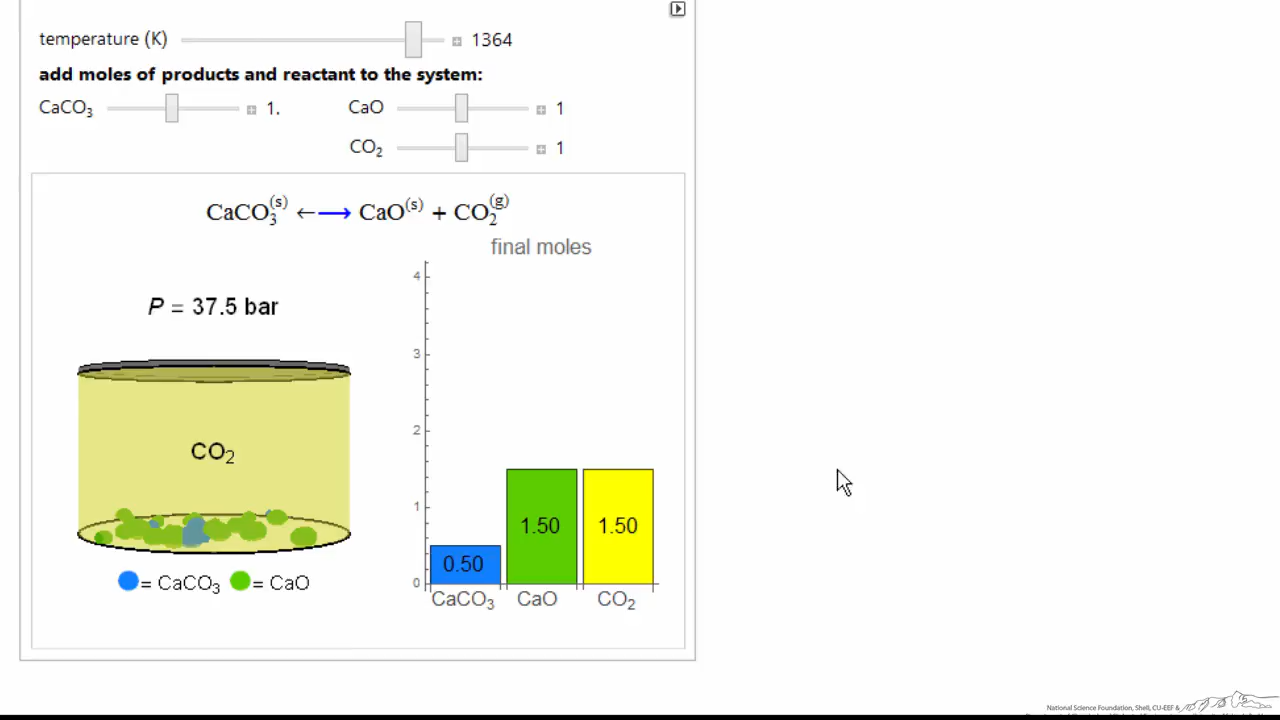 temperature (K) 1364
add moles of products and reactant to the system:
CaCO₃ 1. CaO 1
CO₂ 1
CaCO₃⁽ˢ⁾ ←⟶ CaO⁽ˢ⁾ + CO₂⁽ᵍ⁾
final moles
4
P = 37.5 bar
3
CO₂
2
1
1.50 1.50
0.50
0
= CaCO₃ = CaO
CaCO₃ CaO CO₂
National Science Foundation, Shell, CU-EEF &